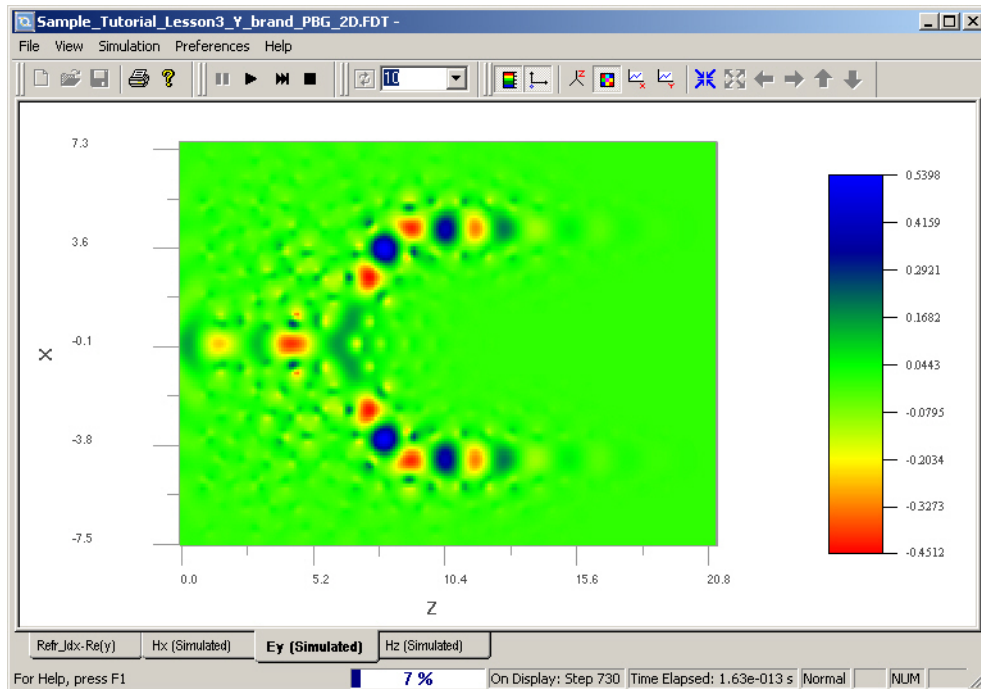 Sample_Tutorial_Lesson3_Y_brand_PBG_2D.FDT -
File View Simulation Preferences Help
10
7.3
3.6
-0.1
-3.8
-7.5
X
0.0 5.2 10.4 15.6 20.8
Z
0.5398
0.4159
0.2921
0.1682
0.0443
-0.0795
-0.2034
-0.3273
-0.4512
Refr_Idx-Re(y) Hx (Simulated) Ey (Simulated) Hz (Simulated)
For Help, press F1 7 % On Display: Step 730 Time Elapsed: 1.63e-013 s Normal NUM